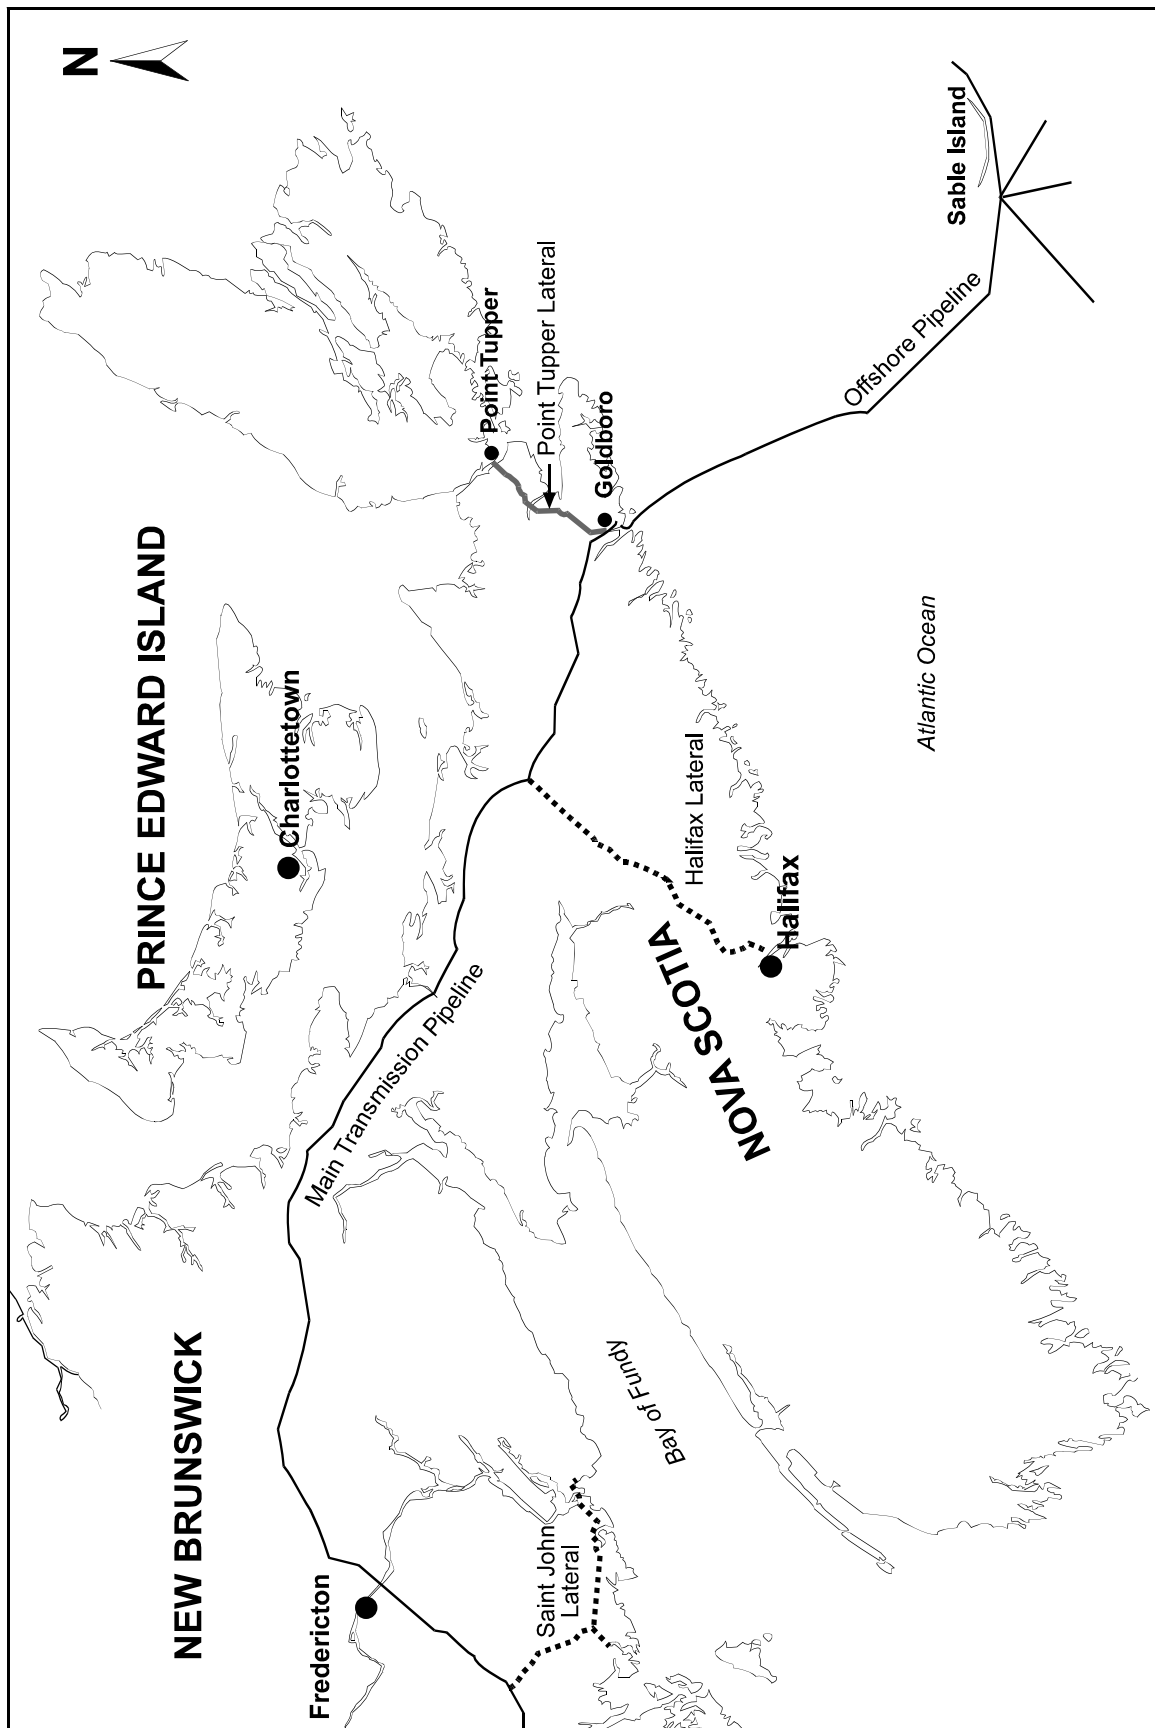 N
PRINCE EDWARD ISLAND
NEW BRUNSWICK
Charlottetown
Fredericton
Main Transmission Pipeline
Point Tupper
Point Tupper Lateral
Goldboro
Saint John
Lateral
Bay of Fundy
NOVA SCOTIA
Halifax Lateral
Halifax
Atlantic Ocean
Offshore Pipeline
Sable Island